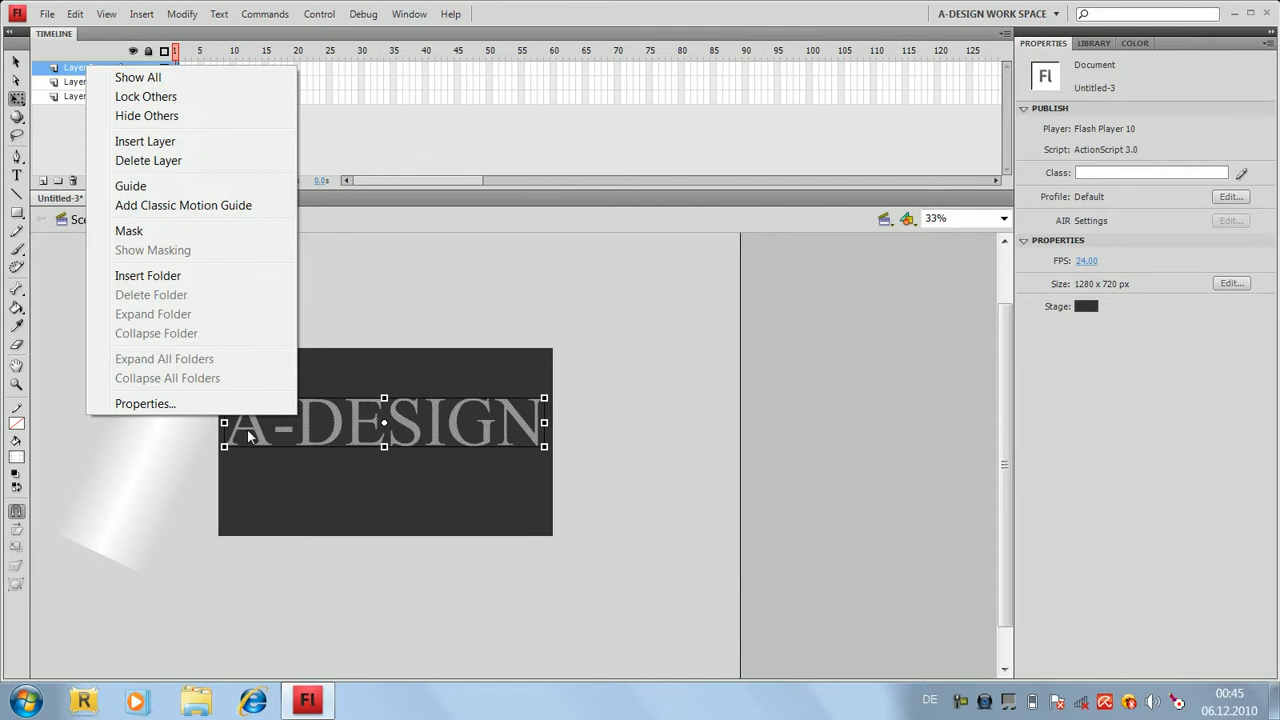 Fl File Edit View Insert Modify Text Commands Control Debug Window Help A-DESIGN WORK SPACE
TIMELINE
1 5 10 15 20 25 30 35 40 45 50 55 60 65 70 75 80 85 90 95 100 105 110 115 120 125
Layer
Layer
Layer
Show All
Lock Others
Hide Others
Insert Layer
Delete Layer
Guide
Add Classic Motion Guide
Mask
Show Masking
Insert Folder
Delete Folder
Expand Folder
Collapse Folder
Expand All Folders
Collapse All Folders
Properties...
0.0s
Untitled-3*
Sce
33%
A-DESIGN
PROPERTIES LIBRARY COLOR
Fl
Document
Untitled-3
PUBLISH
Player: Flash Player 10
Script: ActionScript 3.0
Class:
Profile: Default Edit...
AIR Settings Edit...
PROPERTIES
FPS: 24.00
Size: 1280 x 720 px Edit...
Stage:
R
Fl
DE
00:45
06.12.2010